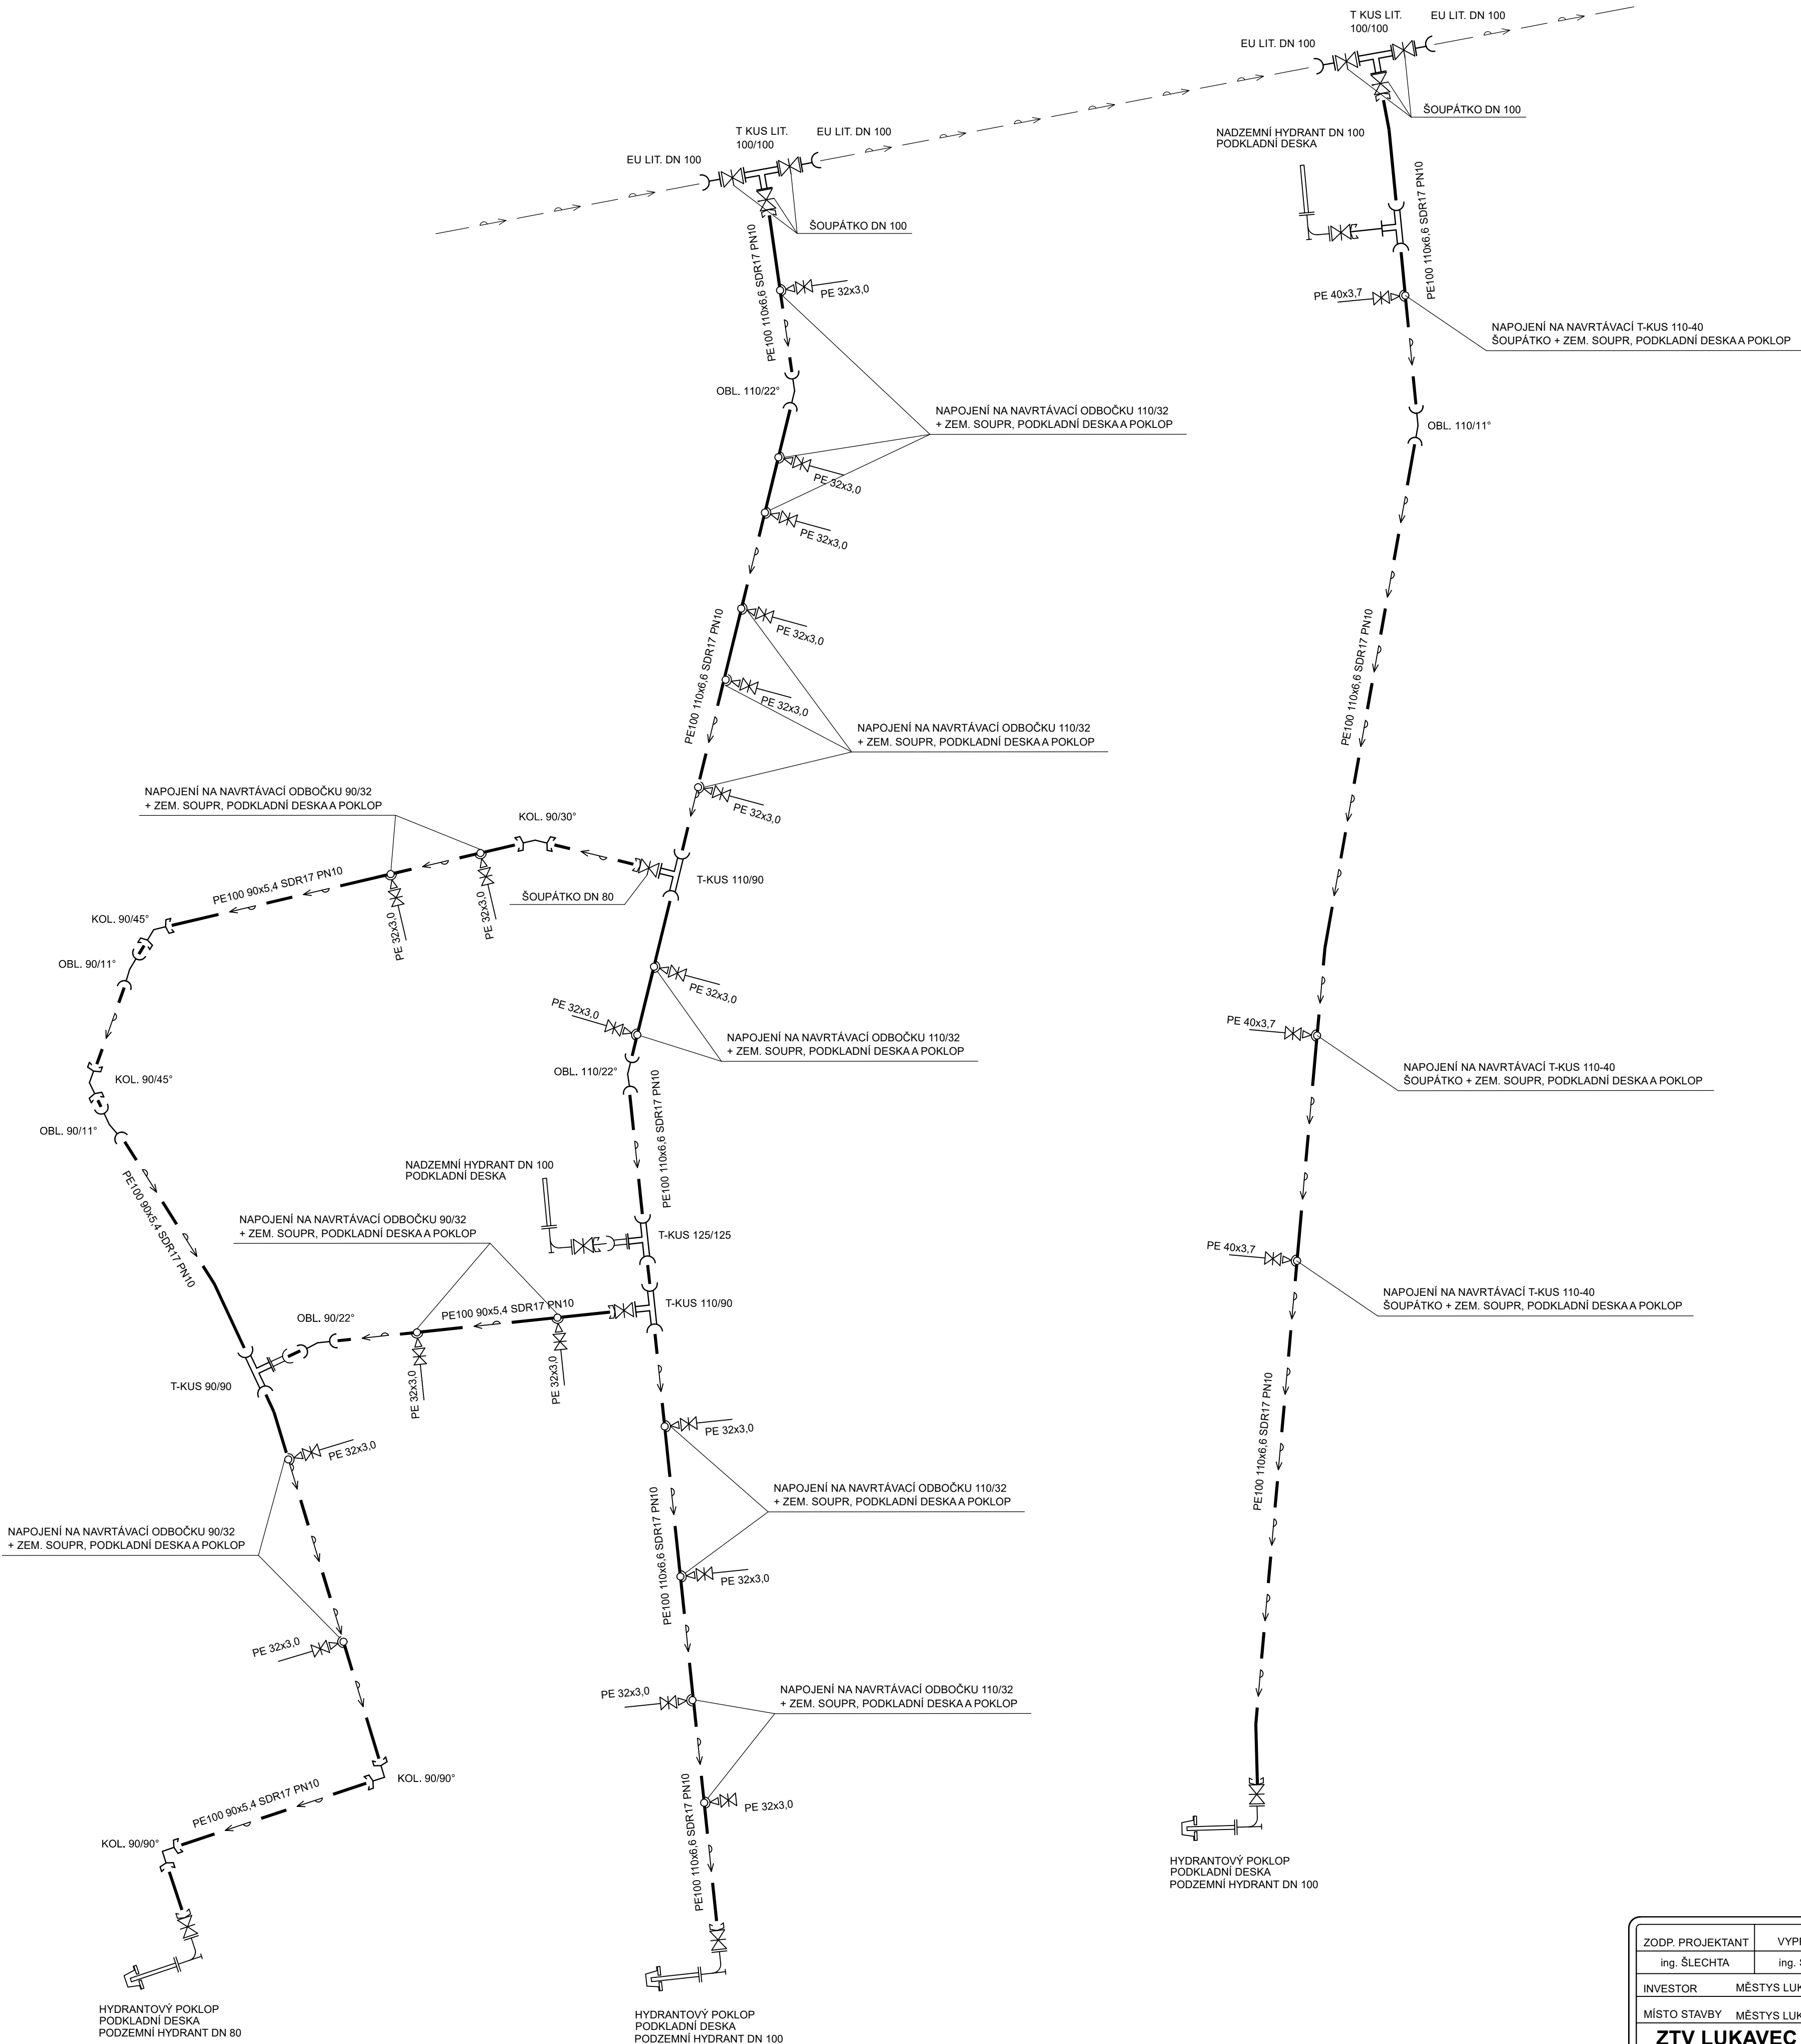 T KUS LIT.
100/100
EU LIT. DN 100
EU LIT. DN 100
ŠOUPÁTKO DN 100
NADZEMNÍ HYDRANT DN 100
PODKLADNÍ DESKA
PE100 110x6,6 SDR17 PN10
T KUS LIT.
100/100
EU LIT. DN 100
EU LIT. DN 100
ŠOUPÁTKO DN 100
PE100 110x6,6 SDR17 PN10
PE 32x3,0
PE 40x3,7
NAPOJENÍ NA NAVRTÁVACÍ T-KUS 110-40
ŠOUPÁTKO + ZEM. SOUPR, PODKLADNÍ DESKA A POKLOP
OBL. 110/22°
NAPOJENÍ NA NAVRTÁVACÍ ODBOČKU 110/32
+ ZEM. SOUPR, PODKLADNÍ DESKA A POKLOP
OBL. 110/11°
PE 32x3,0
PE 32x3,0
PE 32x3,0
PE100 110x6,6 SDR17 PN10
PE100 110x6,6 SDR17 PN10
PE 32x3,0
NAPOJENÍ NA NAVRTÁVACÍ ODBOČKU 110/32
+ ZEM. SOUPR, PODKLADNÍ DESKA A POKLOP
PE 32x3,0
NAPOJENÍ NA NAVRTÁVACÍ ODBOČKU 90/32
+ ZEM. SOUPR, PODKLADNÍ DESKA A POKLOP
KOL. 90/30°
PE100 90x5,4 SDR17 PN10
ŠOUPÁTKO DN 80
T-KUS 110/90
KOL. 90/45°
PE 32x3,0
PE 32x3,0
OBL. 90/11°
PE 32x3,0
PE 32x3,0
NAPOJENÍ NA NAVRTÁVACÍ ODBOČKU 110/32
+ ZEM. SOUPR, PODKLADNÍ DESKA A POKLOP
PE 40x3,7
NAPOJENÍ NA NAVRTÁVACÍ T-KUS 110-40
ŠOUPÁTKO + ZEM. SOUPR, PODKLADNÍ DESKA A POKLOP
KOL. 90/45°
OBL. 110/22°
PE100 110x6,6 SDR17 PN10
OBL. 90/11°
PE100 90x5,4 SDR17 PN10
NADZEMNÍ HYDRANT DN 100
PODKLADNÍ DESKA
NAPOJENÍ NA NAVRTÁVACÍ ODBOČKU 90/32
+ ZEM. SOUPR, PODKLADNÍ DESKA A POKLOP
T-KUS 125/125
PE 40x3,7
NAPOJENÍ NA NAVRTÁVACÍ T-KUS 110-40
ŠOUPÁTKO + ZEM. SOUPR, PODKLADNÍ DESKA A POKLOP
OBL. 90/22°
PE100 90x5,4 SDR17 PN10
T-KUS 110/90
T-KUS 90/90
PE 32x3,0
PE 32x3,0
PE 32x3,0
PE 32x3,0
PE100 110x6,6 SDR17 PN10
NAPOJENÍ NA NAVRTÁVACÍ ODBOČKU 110/32
+ ZEM. SOUPR, PODKLADNÍ DESKA A POKLOP
PE100 110x6,6 SDR17 PN10
NAPOJENÍ NA NAVRTÁVACÍ ODBOČKU 90/32
+ ZEM. SOUPR, PODKLADNÍ DESKA A POKLOP
PE 32x3,0
PE 32x3,0
PE 32x3,0
NAPOJENÍ NA NAVRTÁVACÍ ODBOČKU 110/32
+ ZEM. SOUPR, PODKLADNÍ DESKA A POKLOP
KOL. 90/90°
PE100 90x5,4 SDR17 PN10
PE100 110x6,6 SDR17 PN10
PE 32x3,0
KOL. 90/90°
HYDRANTOVÝ POKLOP
PODKLADNÍ DESKA
PODZEMNÍ HYDRANT DN 100
HYDRANTOVÝ POKLOP
PODKLADNÍ DESKA
PODZEMNÍ HYDRANT DN 80
HYDRANTOVÝ POKLOP
PODKLADNÍ DESKA
PODZEMNÍ HYDRANT DN 100
ZODP. PROJEKTANT
ing. ŠLECHTA
ing.
INVESTOR MĚSTYS
MÍSTO STAVBY MĚSTYS
ZTV LUKAVEC